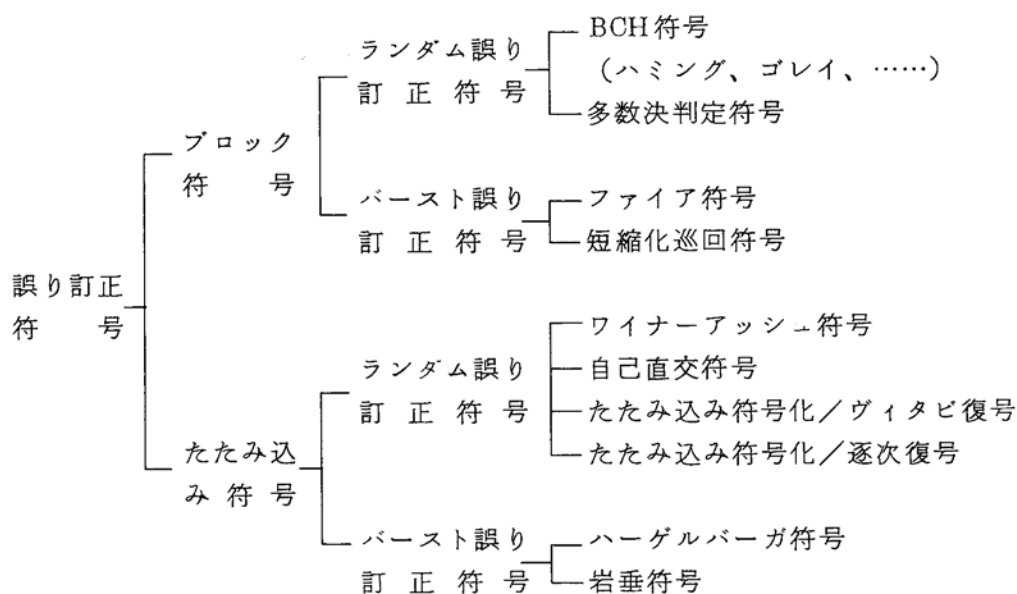 誤り訂正
符号
ブロック
符号
ランダム誤り
訂正符号
BCH符号
(ハミング、ゴレイ、……)
多数決判定符号
バースト誤り
訂正符号
ファイア符号
短縮化巡回符号
たたみ込
み符号
ランダム誤り
訂正符号
ワイナーアッシュ符号
自己直交符号
たたみ込み符号化／ヴィタビ復号
たたみ込み符号化／逐次復号
バースト誤り
訂正符号
ハーゲルバーガ符号
岩垂符号